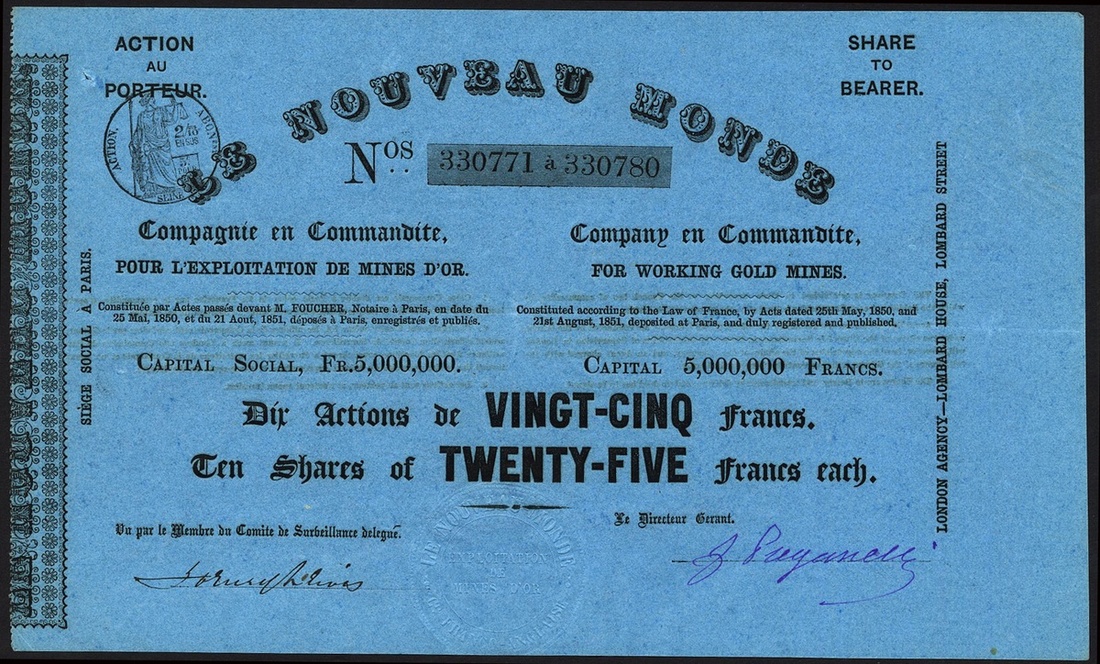 ACTION
AU
PORTEUR.
SHARE
TO
BEARER.
LE NOUVEAU MONDE
Nos 330771 à 330780
ACTION.
SEINE
Compagnie en Commandite,
POUR L'EXPLOITATION DE MINES D'OR.
Constituée par Actes passés devant M. FOUCHER, Notaire à Paris, en date du
25 Mai, 1850, et du 21 Aout, 1851, déposés à Paris, enregistrés et publiés.
CAPITAL SOCIAL, FR.5,000,000.
Company en Commandite,
FOR WORKING GOLD MINES.
Constituted according to the Law of France, by Acts dated 25th May, 1850, and
21st August, 1851, deposited at Paris, and duly registered and published.
CAPITAL 5,000,000 FRANCS.
SIÈGE SOCIAL A PARIS.
LONDON AGENCY—LOMBARD HOUSE, LOMBARD STREET
Dix Actions de VINGT-CINQ Francs.
Ten Shares of TWENTY-FIVE Francs each.
Vu par le Membre du Comite de Surveillance delegué.
Le Directeur Gerant.